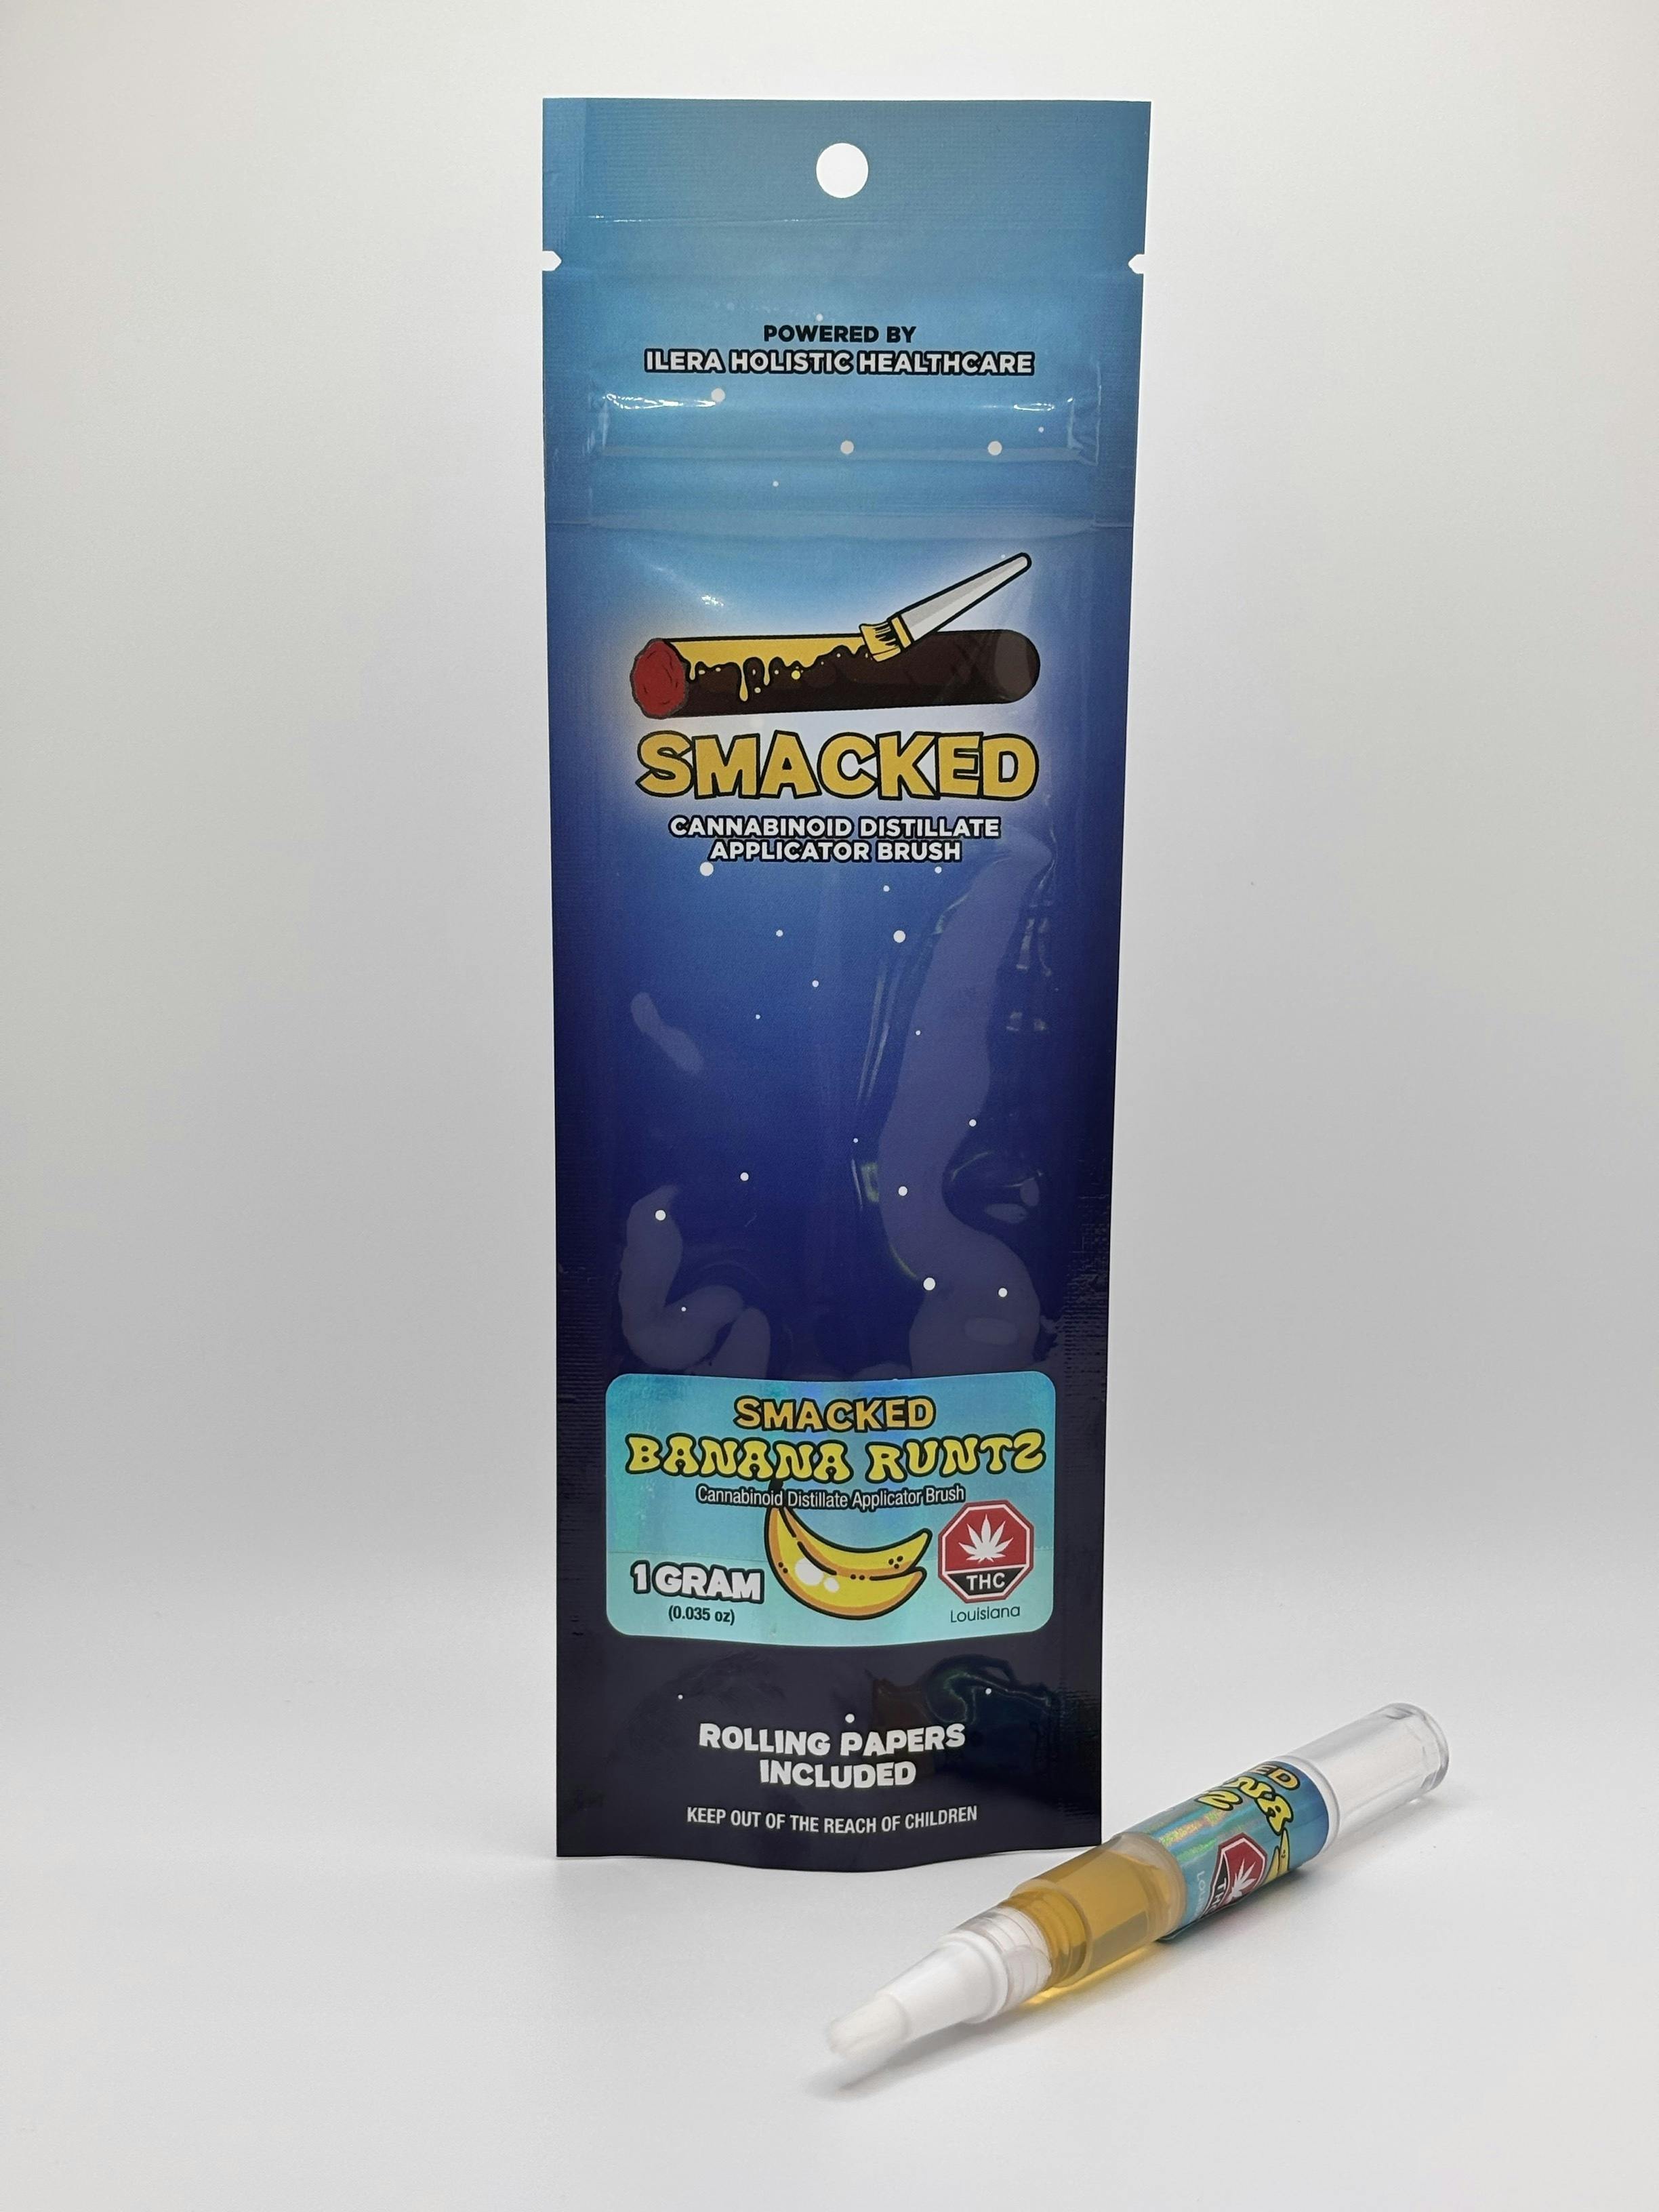 POWERED BY
ILERA HOLISTIC HEALTHCARE
SMACKED
CANNABINOID DISTILLATE
APPLICATOR BRUSH
SMACKED
BANANA RUNTZ
Cannabinoid Distillate Applicator Brush
1 GRAM
(0.035 oz)
THC
Louisiana
ROLLING PAPERS
INCLUDED
KEEP OUT OF THE REACH OF CHILDREN